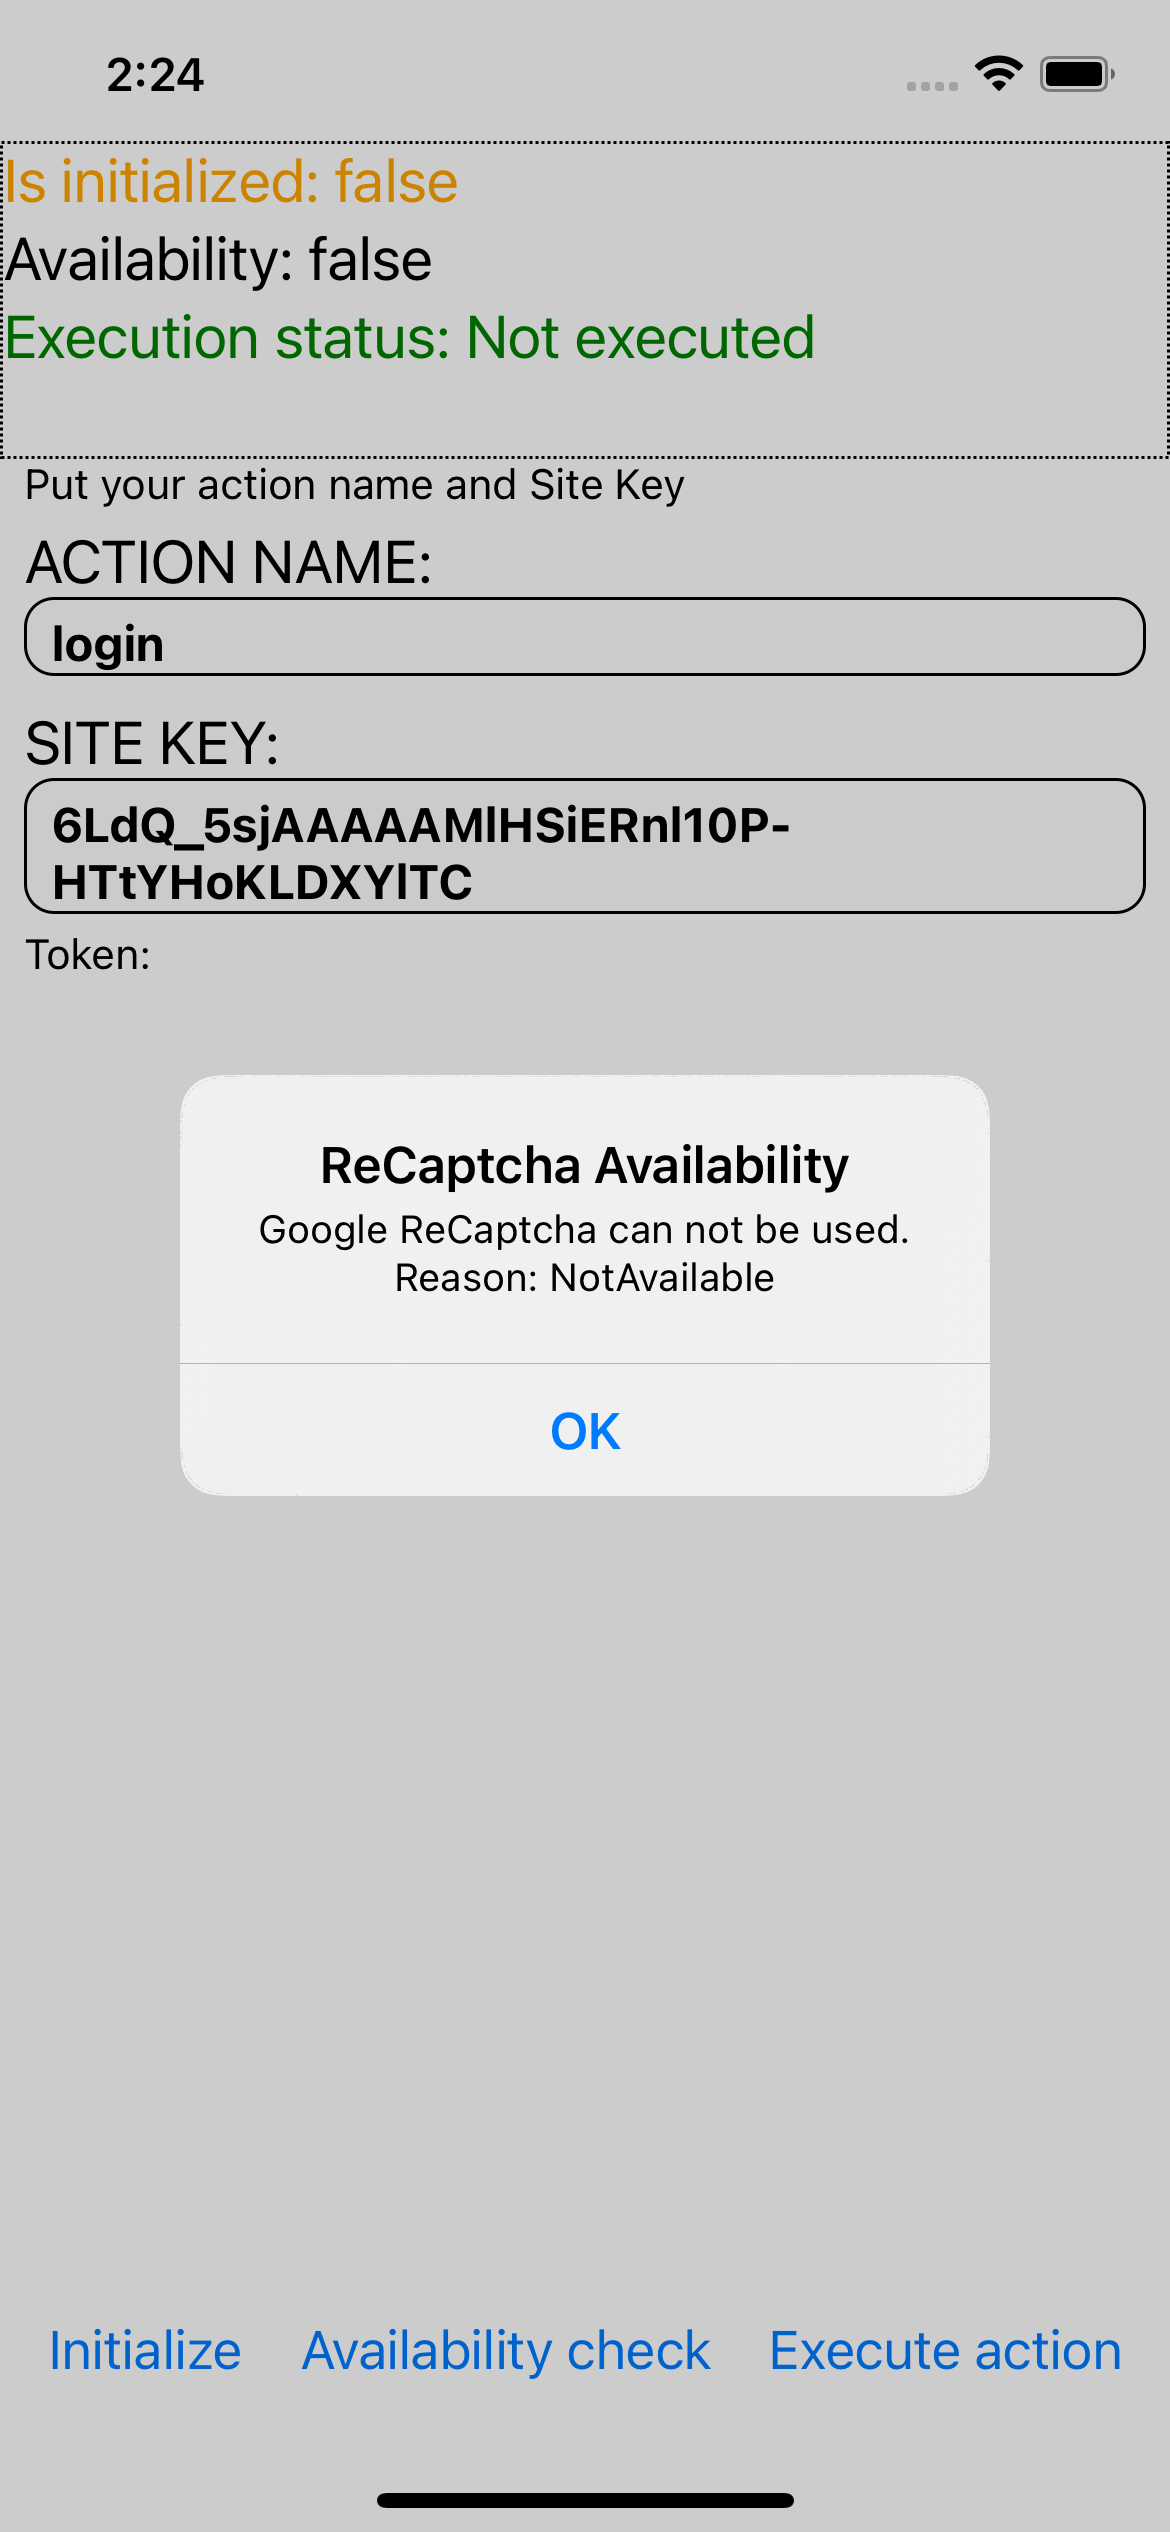 2:24
Is initialized: false
Availability: false
Execution status: Not executed
Put your action name and Site Key
ACTION NAME:
login
SITE KEY:
6LdQ_5sjAAAAAMlHSiERnl10P-
HTtYHoKLDXYlTC
Token:
ReCaptcha Availability
Google ReCaptcha can not be used.
Reason: NotAvailable
OK
Initialize Availability check Execute action